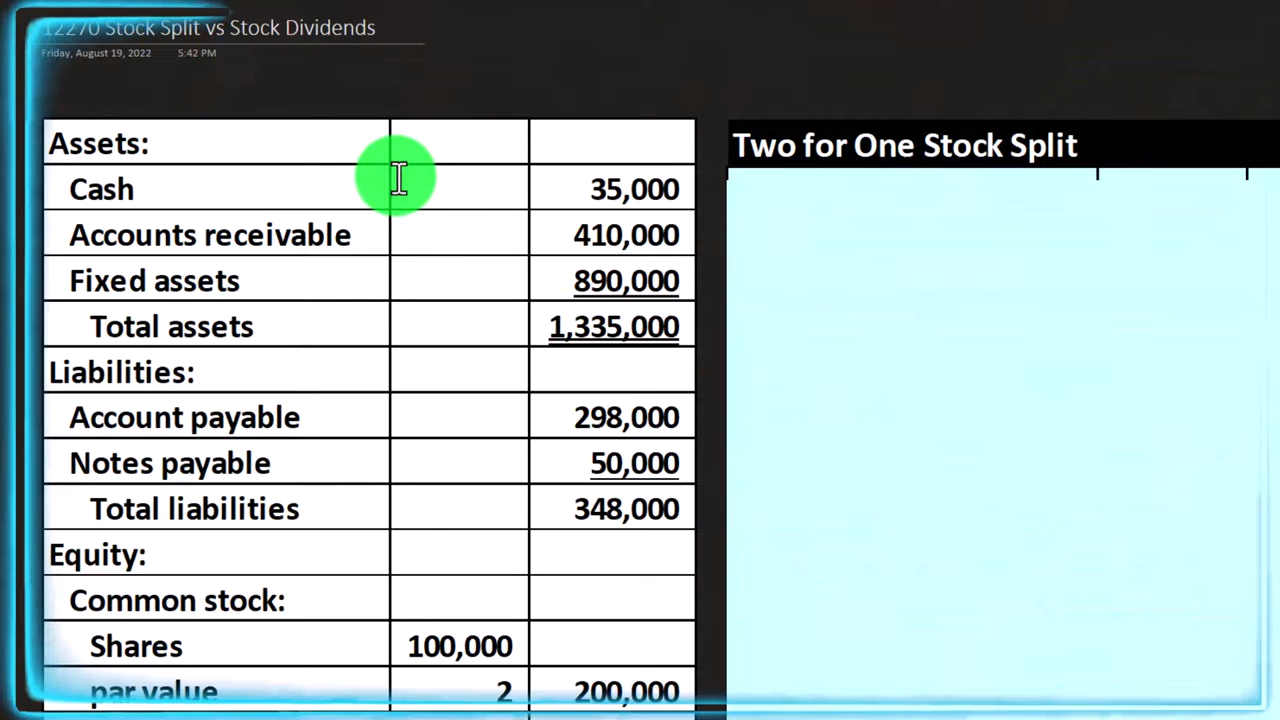 12270 Stock Split vs Stock Dividends
Friday, August 19, 2022 5:42 PM
Assets:
Cash 35,000
Accounts receivable 410,000
Fixed assets 890,000
Total assets 1,335,000
Liabilities:
Account payable 298,000
Notes payable 50,000
Total liabilities 348,000
Equity:
Common stock:
Shares 100,000
par value 2 200,000
Two for One Stock Split